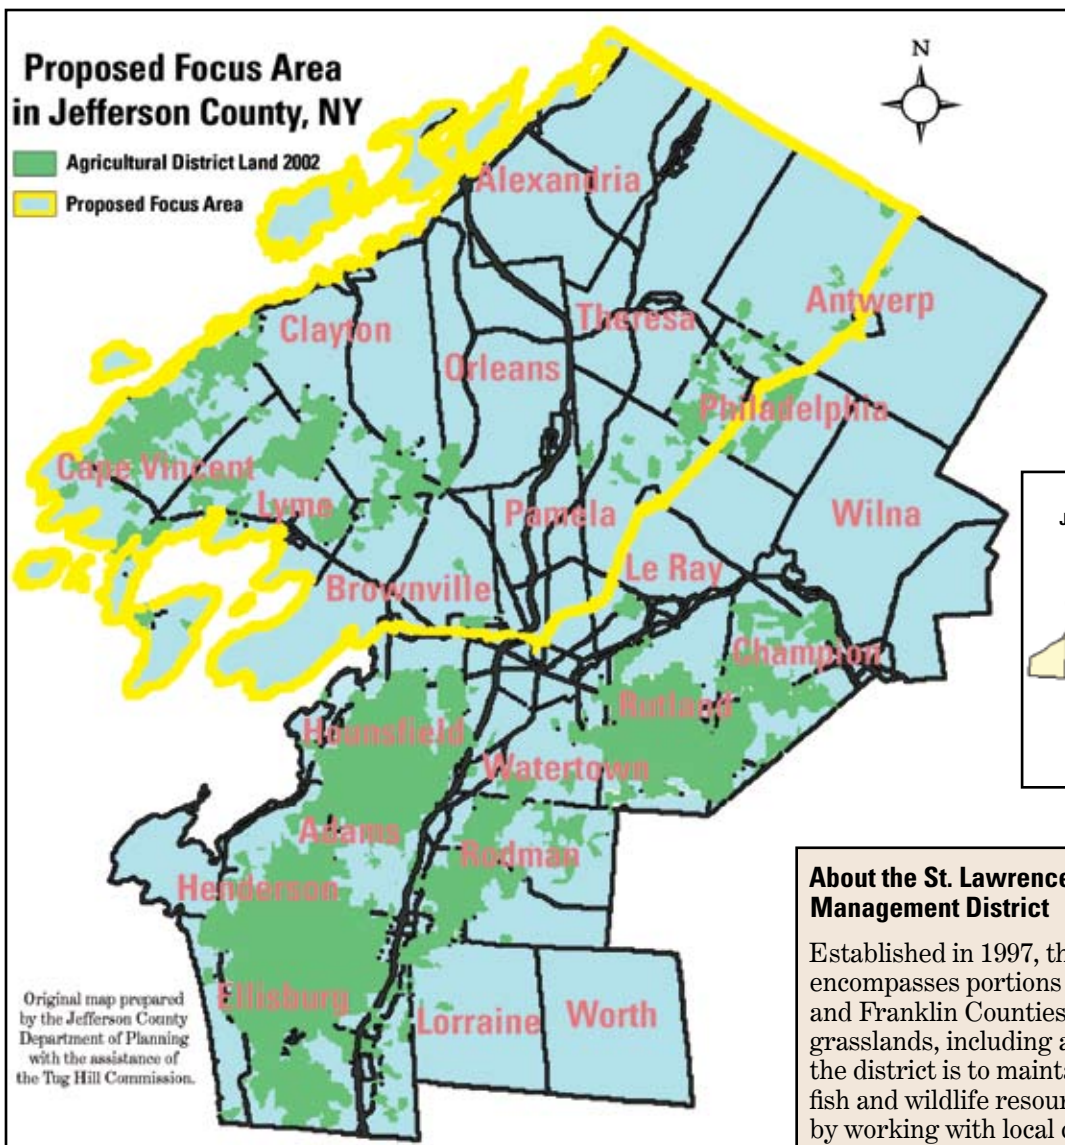 Proposed Focus Area
in Jefferson County, NY
Agricultural District Land 2002
Proposed Focus Area
N
Alexandria
Antwerp
Clayton
Theresa
Orleans
Philadelphia
Cape Vincent
Lyme
Pamela
Wilna
Le Ray
Brownville
Champion
Rutland
Hounsfield
Watertown
Adams
Rodman
Henderson
Ellisburg
Lorraine
Worth
Original map prepared
by the Jefferson County
Department of Planning
with the assistance of
the Tug Hill Commission.
J
About the St. Lawrence
Management District
Established in 1997, th
encompasses portions
and Franklin Counties
grasslands, including a
the district is to mainta
fish and wildlife resour
by working with local c